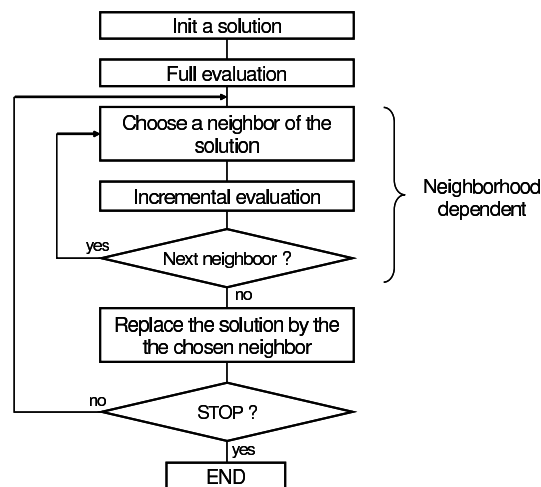 Init a solution
Full evaluation
Choose a neighbor of the
solution
Incremental evaluation
Neighborhood
dependent
yes
Next neighboor ?
no
Replace the solution by the
the chosen neighbor
no
STOP ?
yes
END